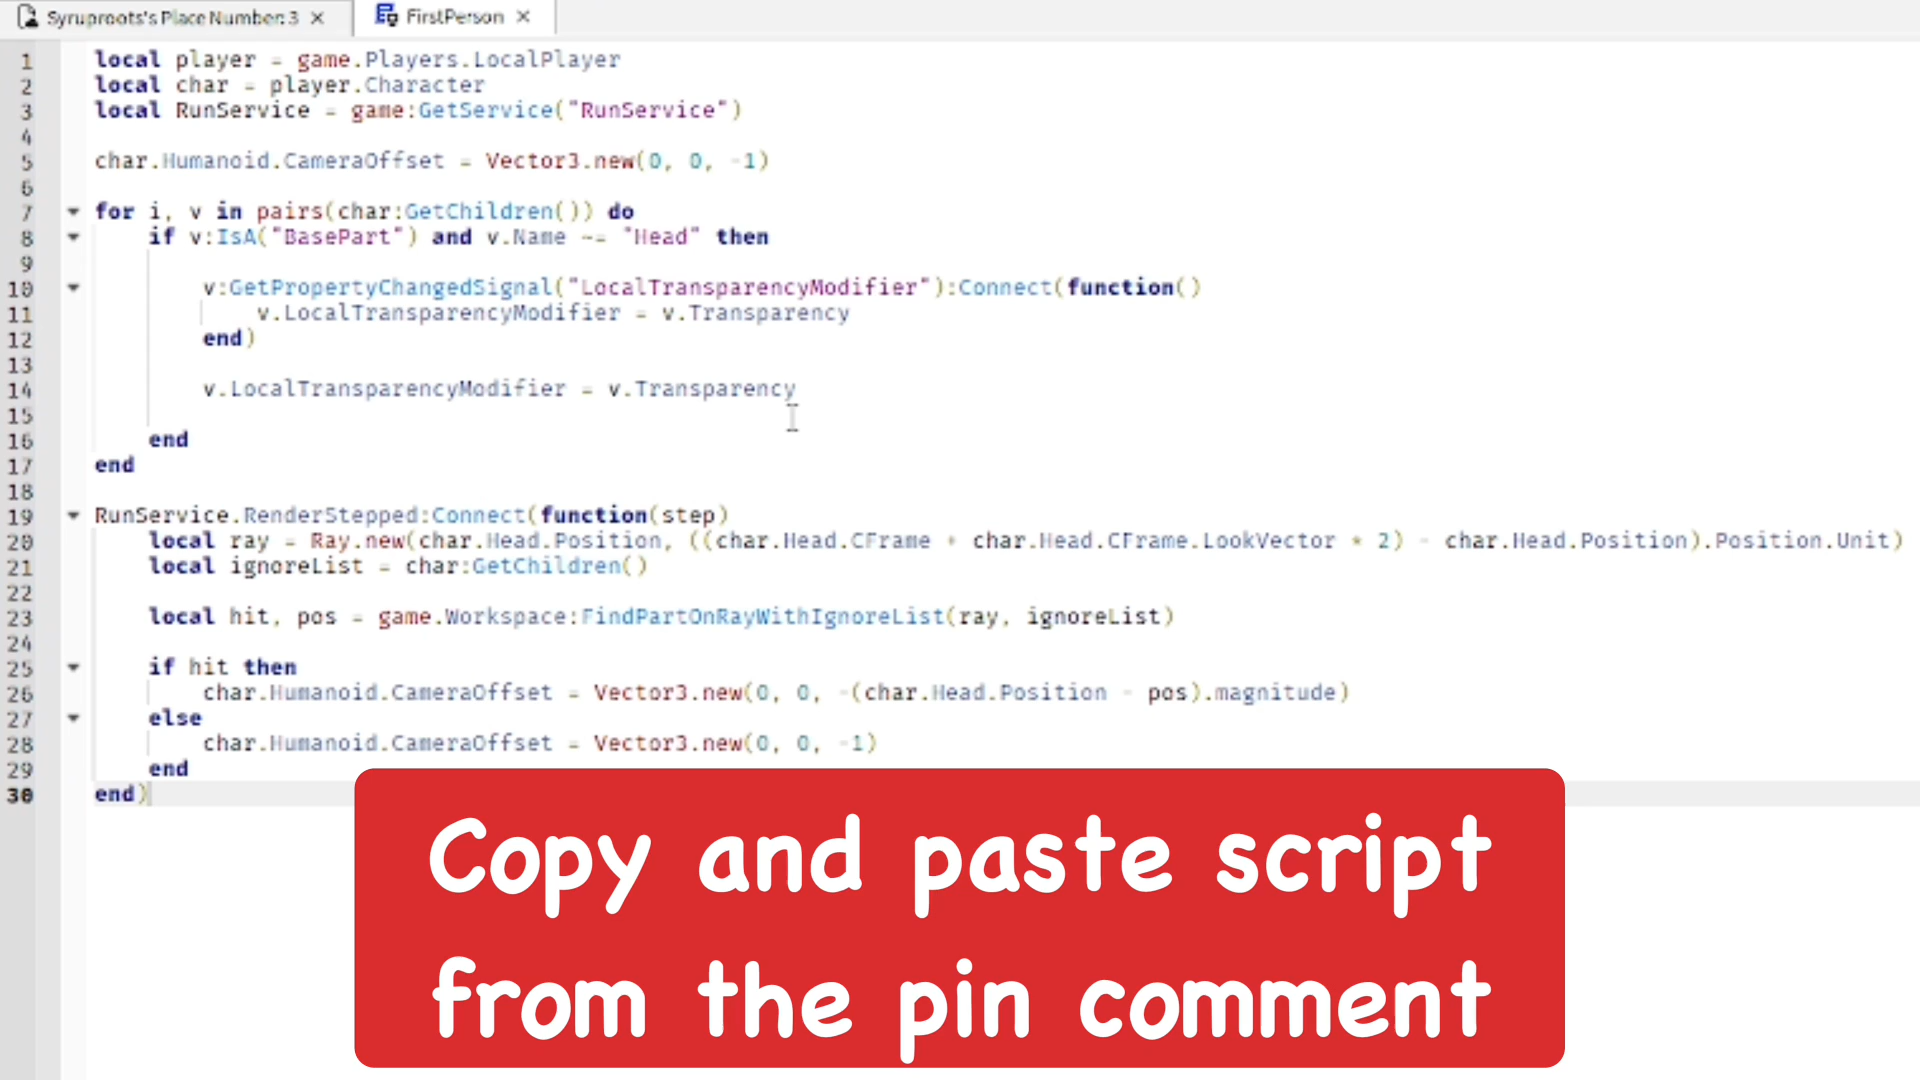 Syruproots's Place Number: 3 ×
FirstPerson ×
1 local player = game.Players.LocalPlayer
2 local char = player.Character
3 local RunService = game:GetService("RunService")
4
5 char.Humanoid.CameraOffset = Vector3.new(0, 0, -1)
6
7 for i, v in pairs(char:GetChildren()) do
8 if v:IsA("BasePart") and v.Name ~= "Head" then
9
10 v:GetPropertyChangedSignal("LocalTransparencyModifier"):Connect(function()
11 v.LocalTransparencyModifier = v.Transparency
12 end)
13
14 v.LocalTransparencyModifier = v.Transparency
15
16 end
17 end
18
19 RunService.RenderStepped:Connect(function(step)
20 local ray = Ray.new(char.Head.Position, ((char.Head.CFrame + char.Head.CFrame.LookVector * 2) - char.Head.Position).Position.Unit)
21 local ignoreList = char:GetChildren()
22
23 local hit, pos = game.Workspace:FindPartOnRayWithIgnoreList(ray, ignoreList)
24
25 if hit then
26 char.Humanoid.CameraOffset = Vector3.new(0, 0, -(char.Head.Position - pos).magnitude)
27 else
28 char.Humanoid.CameraOffset = Vector3.new(0, 0, -1)
29 end
30 end)
Copy and paste script
from the pin comment